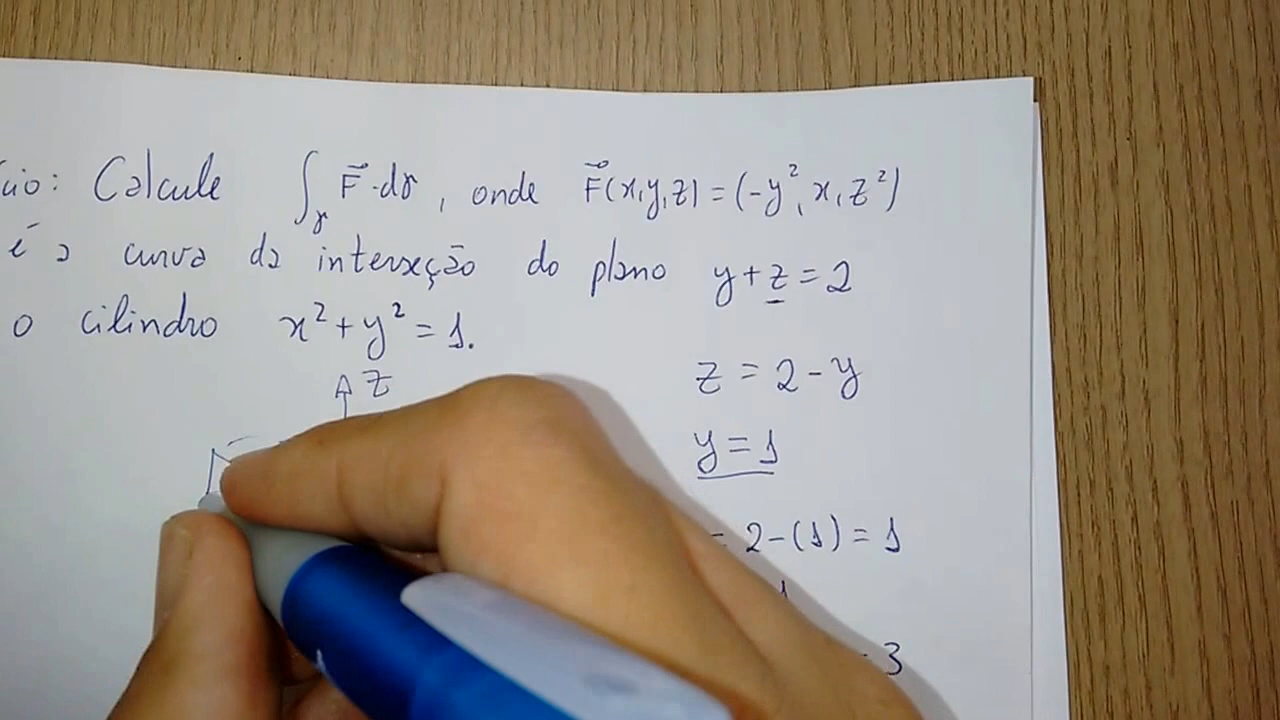 Calcule ∫_γ F⃗·dγ, onde F⃗(x,y,z) = (-y², x, z²)
é a curva da interseção do plano y+z=2
o cilindro x²+y²=1.
z
z = 2-y
y=1
= 2-(1) = 1
3